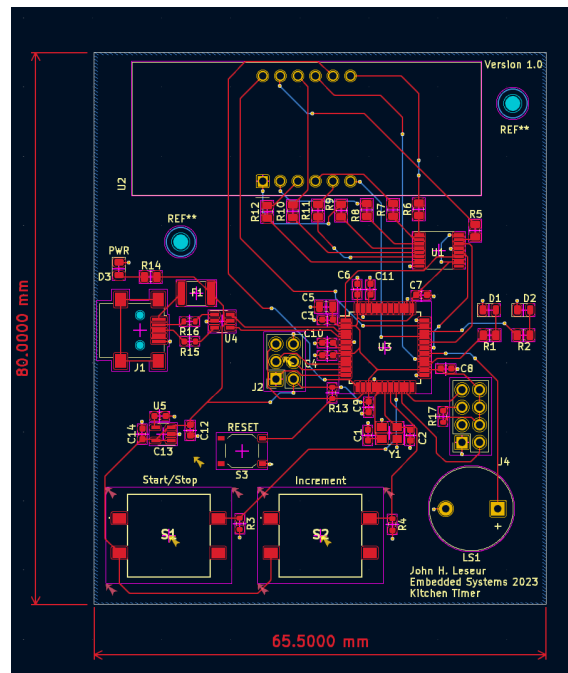 Version 1.0
REF**
U2
R12
R10
R11
R9
R8
R7
R6
R5
REF**
U1
PWR
D3
R14
F1
C6
C11
C7
C5
C3
D1
D2
R16
R15
U4
J1
C10
C4
U3
R1
R2
J2
C8
R13
C9
R17
U5
C14
C13
C12
RESET
S3
C1
C2
Y1
J4
Start/Stop
Increment
S1
R3
S2
R4
+
LS1
John H. Leseur
Embedded Systems 2023
Kitchen Timer
80.0000 mm
65.5000 mm